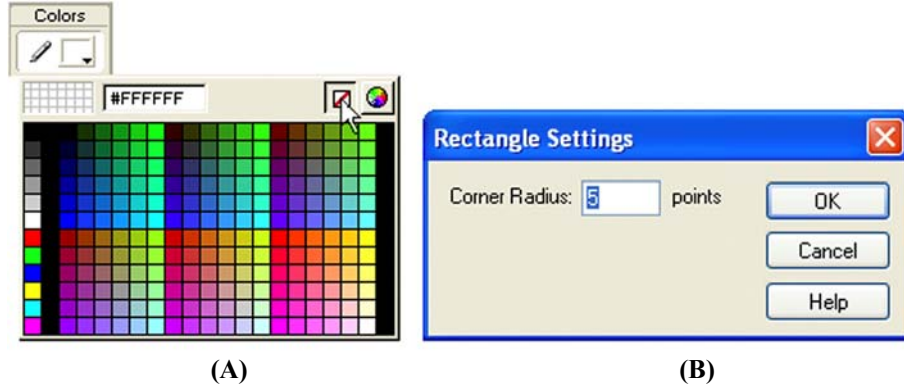 Colors
#FFFFFF
Rectangle Settings
Corner Radius: 5 points
OK
Cancel
Help
(A)
(B)